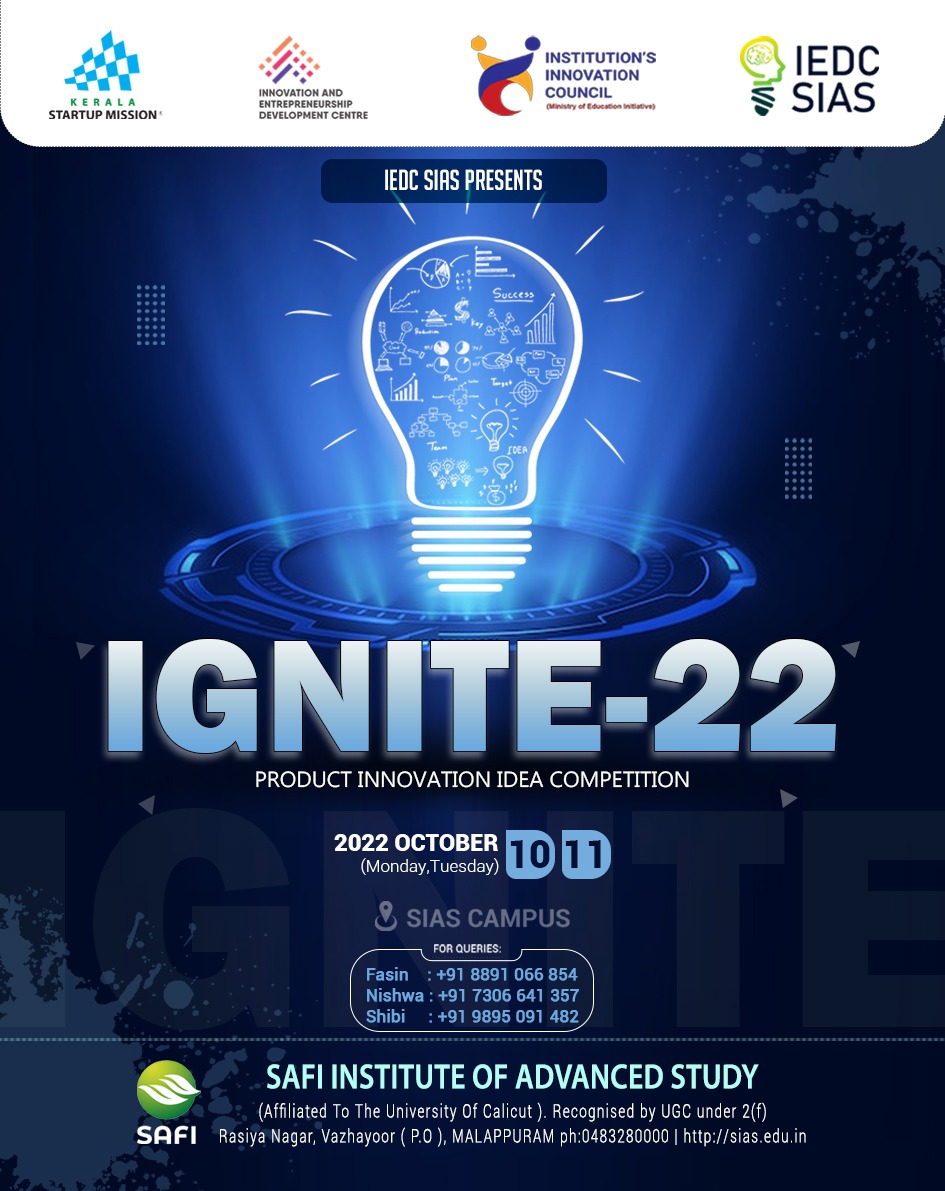 KERALA
STARTUP MISSION
INNOVATION AND
ENTREPRENEURSHIP
DEVELOPMENT CENTRE
INSTITUTION'S
INNOVATION
COUNCIL
(Ministry of Education Initiative)
IEDC
SIAS
IEDC SIAS PRESENTS
Success
Plan
Target
Team
IDEA
IGNITE-22
PRODUCT INNOVATION IDEA COMPETITION
2022 OCTOBER 10 11
(Monday,Tuesday)
SIAS CAMPUS
FOR QUERIES:
Fasin : +91 8891 066 854
Nishwa : +91 7306 641 357
Shibi : +91 9895 091 482
IGNITE
SAFI INSTITUTE OF ADVANCED STUDY
(Affiliated To The University Of Calicut ). Recognised by UGC under 2(f)
SAFI
Rasiya Nagar, Vazhayoor ( P.O ), MALAPPURAM ph:0483280000 | http://sias.edu.in